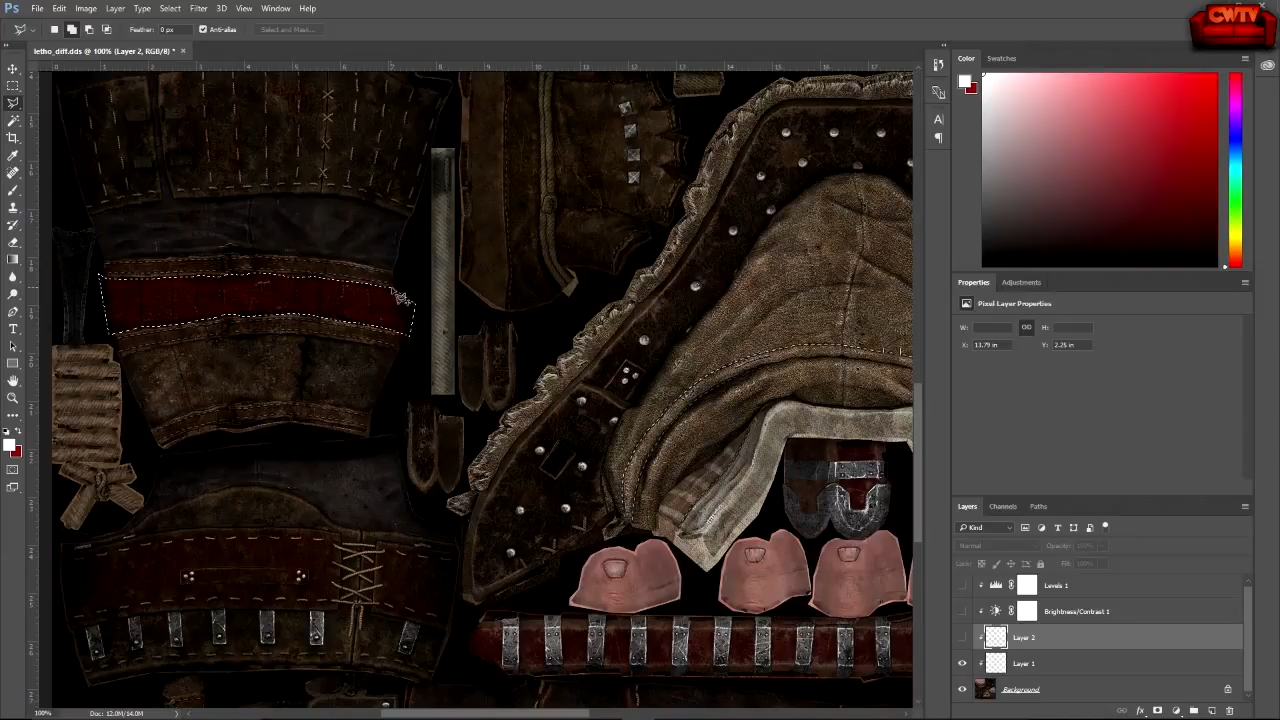 Ps File Edit Image Layer Type Select Filter 3D View Window Help
CWTV
Feather: 0 px Anti-alias Select and Mask...
letho_diff.dds @ 100% (Layer 2, RGB/8) * ×
Color Swatches
Properties Adjustments
Pixel Layer Properties
W: H:
X: 13.79 in Y: 2.25 in
Layers Channels Paths
Kind
Normal Opacity: 100%
Lock: Fill: 100%
Levels 1
Brightness/Contrast 1
Layer 2
Layer 1
Background
100% Doc: 12.0M/14.0M